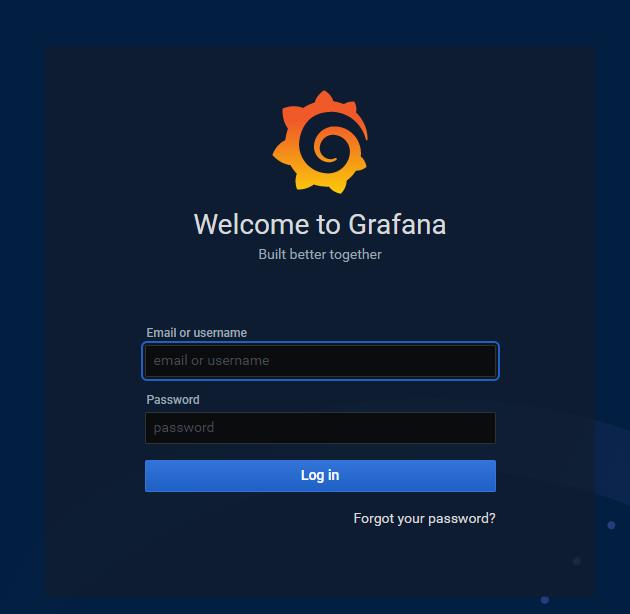 Welcome to Grafana
Built better together
Email or username
email or username
Password
password
Log in
Forgot your password?